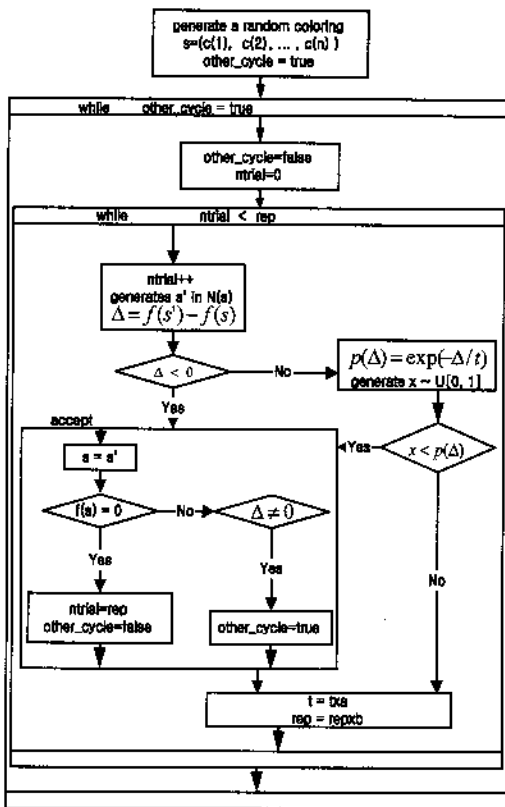 generate a random coloring
s=(c(1), c(2), ... , c(n) )
other_cycle = true
while other_cycle = true
other_cycle=false
ntrial=0
while ntrial < rep
ntrial++
generates s' in N(s)
Δ = f(s') − f(s)
Δ < 0
No
p(Δ) = exp(−Δ/t)
generate x ~ U[0, 1]
Yes
accept
s = s'
Yes
x < p(Δ)
f(s) = 0
No
Δ ≠ 0
Yes
Yes
No
ntrial=rep
other_cycle=false
other_cycle=true
t = txa
rep = repxb